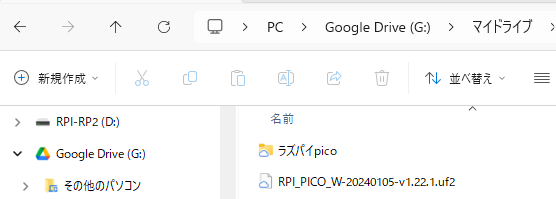 PC > Google Drive (G:) > マイドライブ >
新規作成 並べ替え
名前
RPI-RP2 (D:)
Google Drive (G:)
その他のパソコン
ラズパイpico
RPI_PICO_W-20240105-v1.22.1.uf2